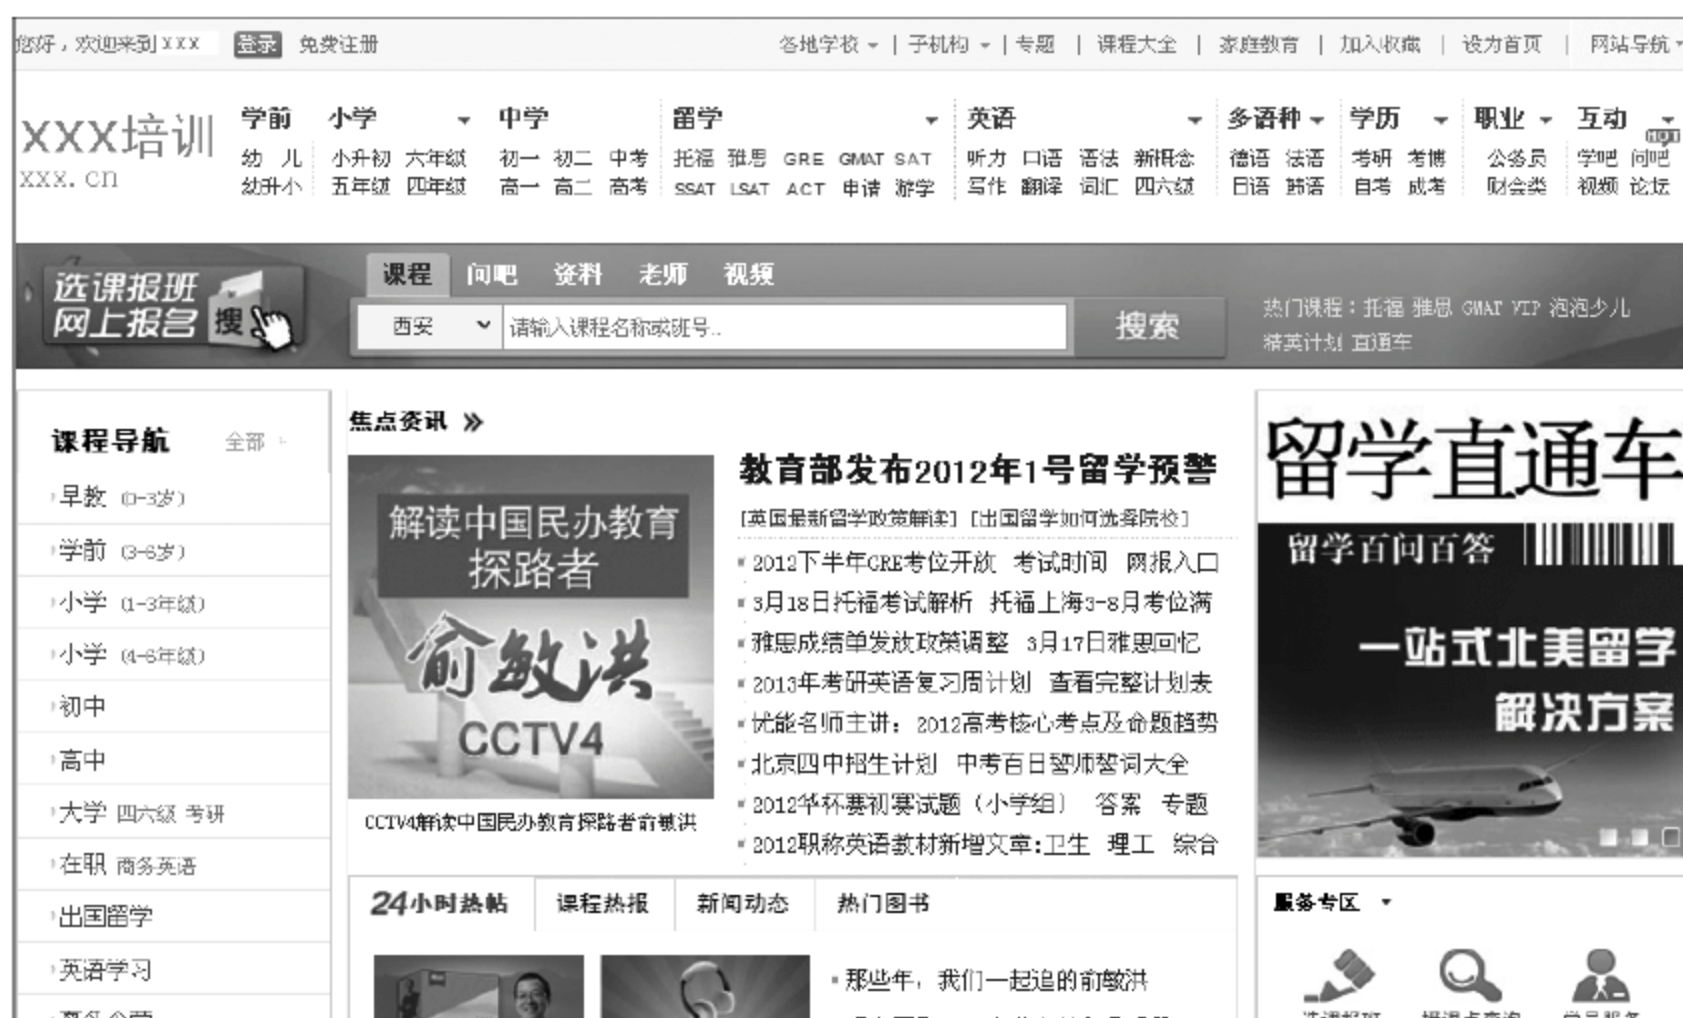 您好，欢迎来到 XXX 登录 免费注册
各地学校 | 子机构 | 专题 | 课程大全 | 家庭教育 | 加入收藏 | 设为首页 | 网站导航
XXX培训
xxx.cn
学前 小学 中学 留学 英语 多语种 学历 职业 互动
幼 儿 小升初 六年级 初一 初二 中考 托福 雅思 GRE GMAT SAT 听力 口语 语法 新概念 德语 法语 考研 考博 公务员 学吧 问吧
幼升小 五年级 四年级 高一 高二 高考 SSAT LSAT ACT 申请 游学 写作 翻译 词汇 四六级 日语 韩语 自考 成考 财会类 视频 论坛
选课报班
网上报名 搜
课程 问吧 资料 老师 视频
西安 请输入课程名称或班号.. 搜索
热门课程：托福 雅思 GMAT VIP 泡泡少儿
精英计划 直通车
课程导航 全部
早教 (0-3岁)
学前 (3-6岁)
小学 (1-3年级)
小学 (4-6年级)
初中
高中
大学 四六级 考研
在职 商务英语
出国留学
英语学习
焦点资讯
解读中国民办教育
探路者
俞敏洪
CCTV4
CCTV4解读中国民办教育探路者俞敏洪
教育部发布2012年1号留学预警
[英国最新留学政策解读] [出国留学如何选择院校]
2012下半年GRE考位开放 考试时间 网报入口
3月18日托福考试解析 托福上海3-8月考位满
雅思成绩单发放政策调整 3月17日雅思回忆
2013年考研英语复习周计划 查看完整计划表
优能名师主讲：2012高考核心考点及命题趋势
北京四中招生计划 中考百日誓师誓词大全
2012华杯赛初赛试题（小学组） 答案 专题
2012职称英语教材新增文章:卫生 理工 综合
24小时热帖 课程热报 新闻动态 热门图书
那些年，我们一起追的俞敏洪
留学直通车
留学百问百答
一站式北美留学
解决方案
服务专区